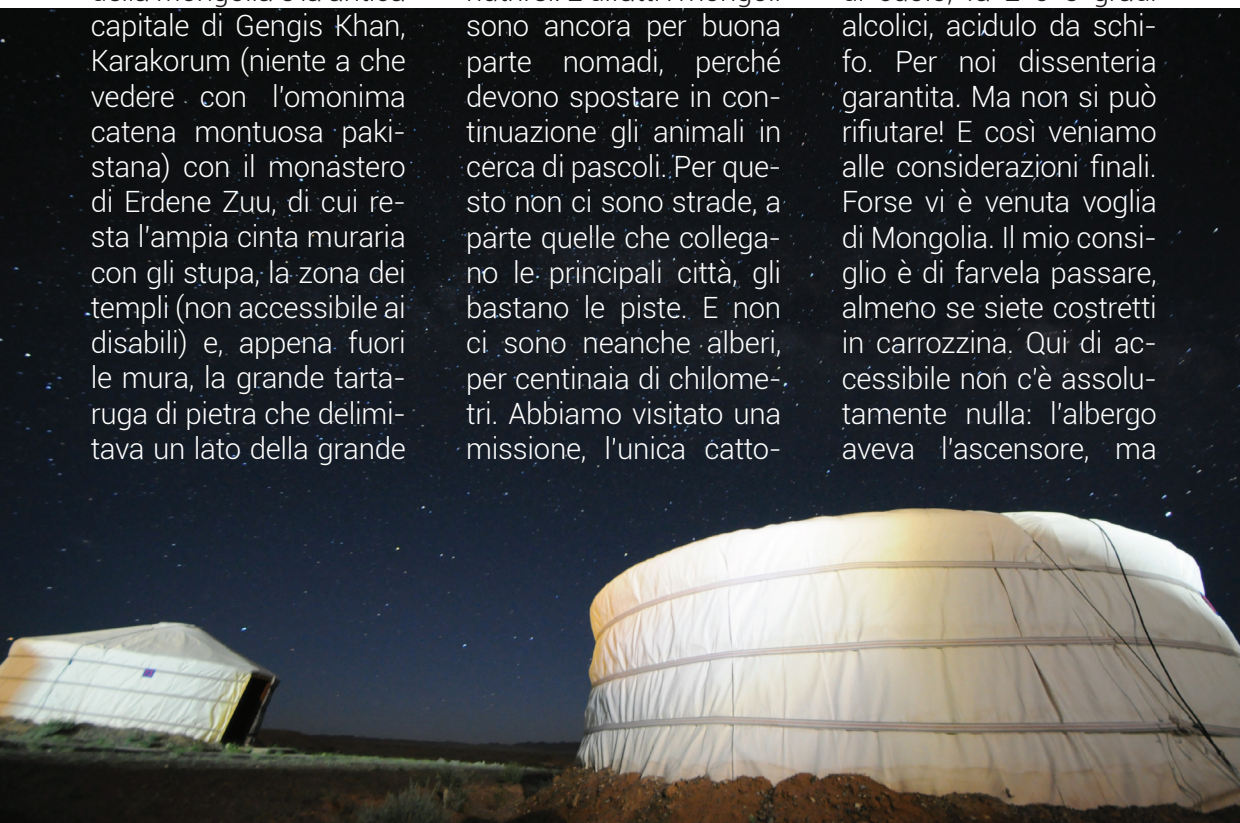 capitale di Gengis Khan,
Karakorum (niente a che
vedere con l'omonima
catena montuosa paki-
stana) con il monastero
di Erdene Zuu, di cui re-
sta l'ampia cinta muraria
con gli stupa, la zona dei
templi (non accessibile ai
disabili) e, appena fuori
le mura, la grande tarta-
ruga di pietra che delimi-
tava un lato della grande
sono ancora per buona
parte nomadi, perché
devono spostare in con-
tinuazione gli animali in
cerca di pascoli. Per que-
sto non ci sono strade, a
parte quelle che collega-
no le principali città, gli
bastano le piste. E non
ci sono neanche alberi,
per centinaia di chilome-
tri. Abbiamo visitato una
missione, l'unica catto-
alcolici, acidulo da schi-
fo. Per noi dissenteria
garantita. Ma non si può
rifiutare! E così veniamo
alle considerazioni finali.
Forse vi è venuta voglia
di Mongolia. Il mio consi-
glio è di farvela passare,
almeno se siete costretti
in carrozzina. Qui di ac-
cessibile non c'è assolu-
tamente nulla: l'albergo
aveva l'ascensore, ma